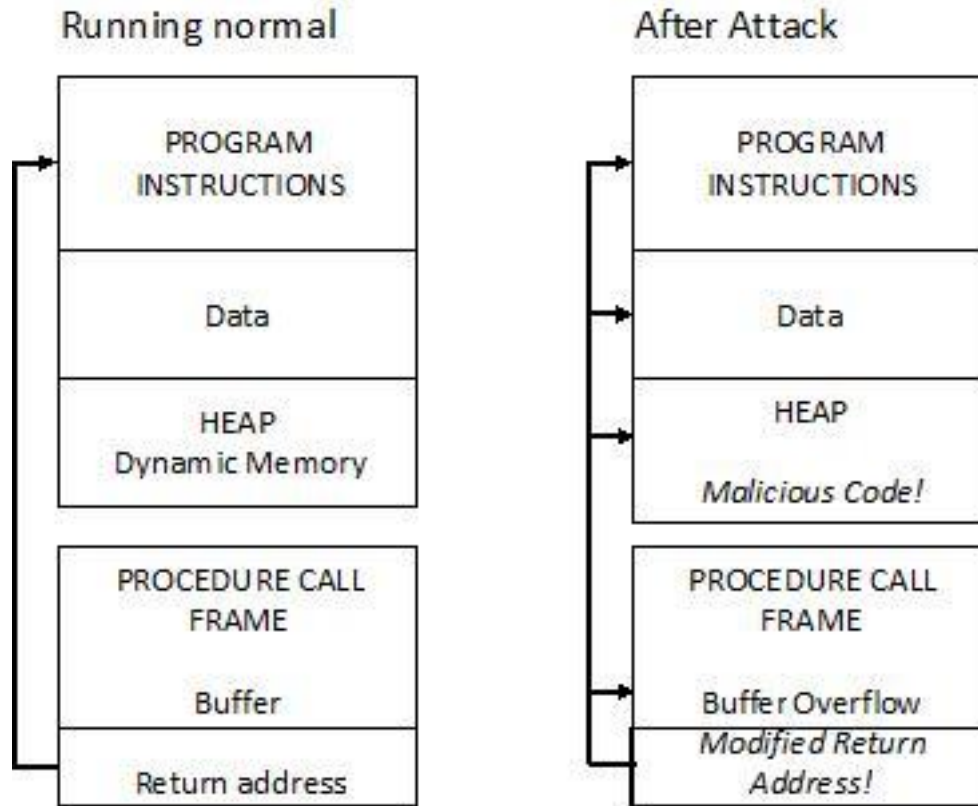 Running normal
PROGRAM
INSTRUCTIONS
Data
HEAP
Dynamic Memory
PROCEDURE CALL
FRAME
Buffer
Return address
After Attack
PROGRAM
INSTRUCTIONS
Data
HEAP
Malicious Code!
PROCEDURE CALL
FRAME
Buffer Overflow
Modified Return
Address!